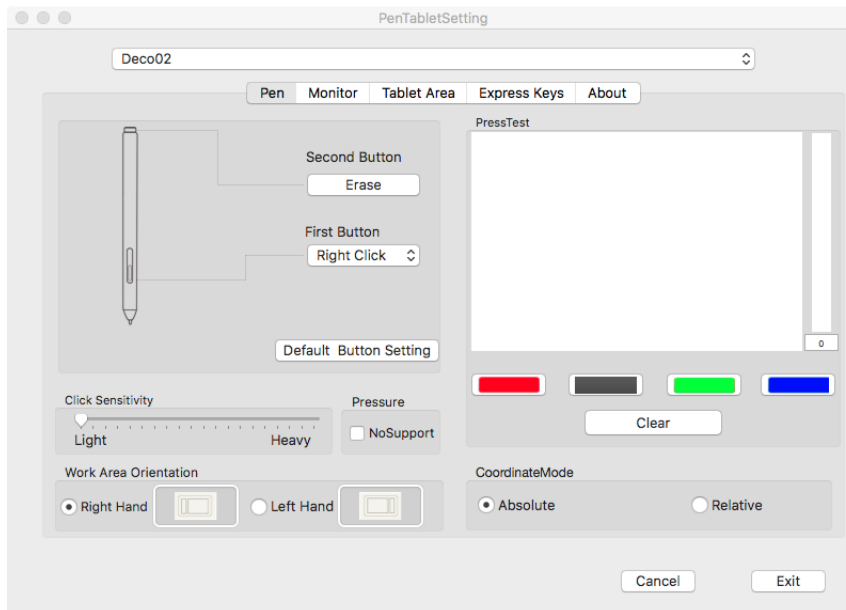 PenTabletSetting
Deco02
Pen Monitor Tablet Area Express Keys About
Second Button
Erase
First Button
Right Click
Default Button Setting
PressTest
0
Clear
Click Sensitivity
Light Heavy
Pressure
NoSupport
Work Area Orientation
Right Hand Left Hand
CoordinateMode
Absolute Relative
Cancel Exit